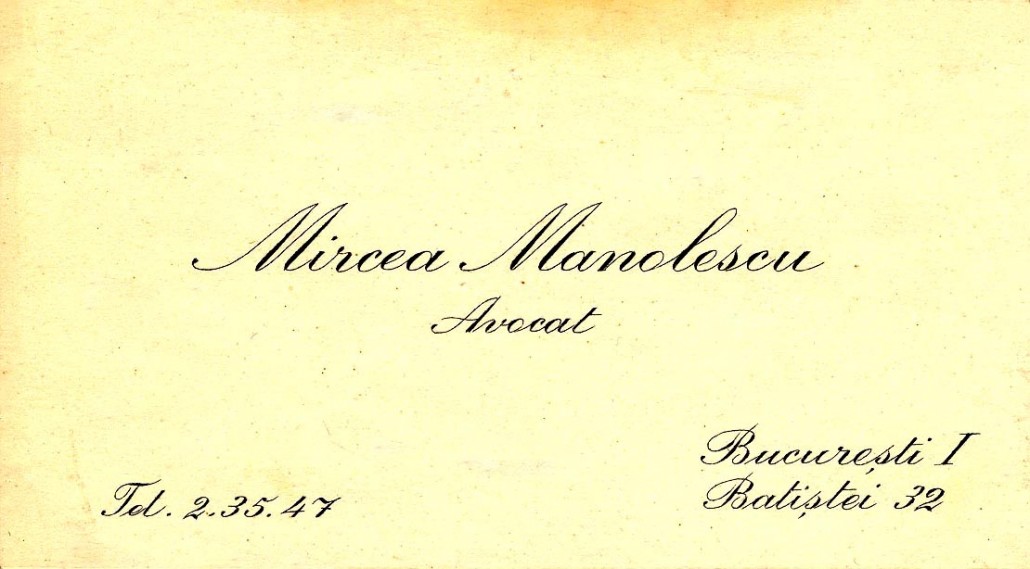 Mircea Manolescu
Avocat
București I
Batiștei 32
Tel. 2.35.47